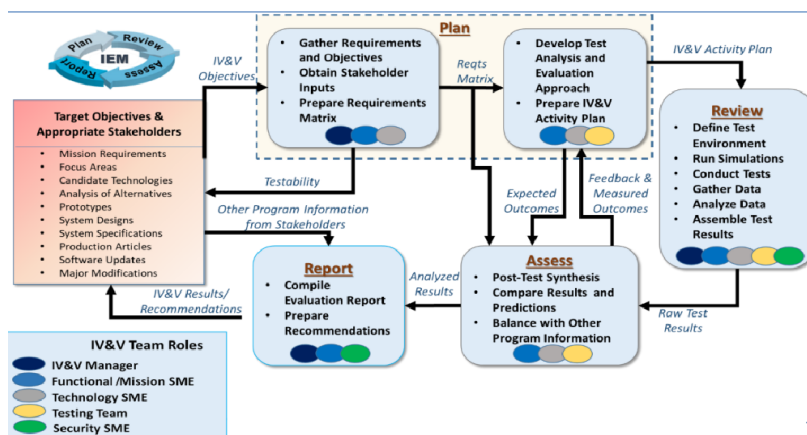 Plan
Review
Assess
Report
IEM
IV&V
Objectives
Plan
• Gather Requirements
and Objectives
• Obtain Stakeholder
Inputs
• Prepare Requirements
Matrix
Reqts
Matrix
• Develop Test
Analysis and
Evaluation
Approach
• Prepare IV&V
Activity Plan
IV&V Activity Plan
Target Objectives &
Appropriate Stakeholders
• Mission Requirements
• Focus Areas
• Candidate Technologies
• Analysis of Alternatives
• Prototypes
• System Designs
• System Specifications
• Production Articles
• Software Updates
• Major Modifications
Testability
Other Program Information
from Stakeholders
Expected
Outcomes
Feedback &
Measured
Outcomes
Review
• Define Test
Environment
• Run Simulations
• Conduct Tests
• Gather Data
• Analyze Data
• Assemble Test
Results
Raw Test
Results
Assess
• Post-Test Synthesis
• Compare Results and
Predictions
• Balance with Other
Program Information
Analyzed
Results
Report
• Compile
Evaluation Report
• Prepare
Recommendations
IV&V Results/
Recommendations
IV&V Team Roles
IV&V Manager
Functional /Mission SME
Technology SME
Testing Team
Security SME